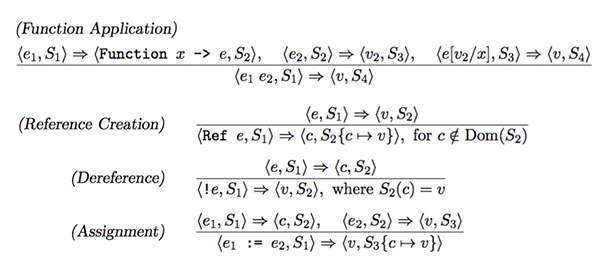 (Function Application)
⟨e₁, S₁⟩ ⇒ ⟨Function x -> e, S₂⟩, ⟨e₂, S₂⟩ ⇒ ⟨v₂, S₃⟩, ⟨e[v₂/x], S₃⟩ ⇒ ⟨v, S₄⟩
⟨e₁ e₂, S₁⟩ ⇒ ⟨v, S₄⟩
(Reference Creation)
⟨e, S₁⟩ ⇒ ⟨v, S₂⟩
⟨Ref e, S₁⟩ ⇒ ⟨c, S₂{c ↦ v}⟩, for c ∉ Dom(S₂)
(Dereference)
⟨e, S₁⟩ ⇒ ⟨c, S₂⟩
⟨!e, S₁⟩ ⇒ ⟨v, S₂⟩, where S₂(c) = v
(Assignment)
⟨e₁, S₁⟩ ⇒ ⟨c, S₂⟩, ⟨e₂, S₂⟩ ⇒ ⟨v, S₃⟩
⟨e₁ := e₂, S₁⟩ ⇒ ⟨v, S₃{c ↦ v}⟩